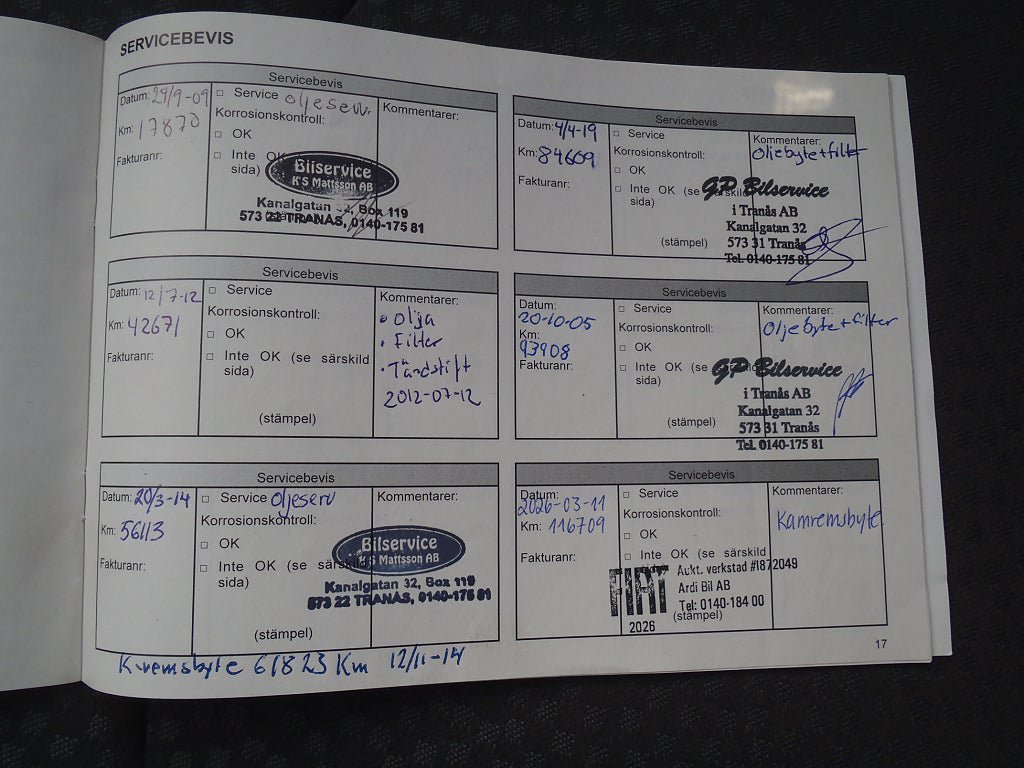 SERVICEBEVIS
Servicebevis
Datum: 29/9-09
Km: 17870
Fakturanr:
□ Service oljeserv.
Korrosionskontroll:
□ OK
□ Inte OK
sida)
Kommentarer:
Bilservice
K'S Mattsson AB
Kanalgatan 32, Box 119
573 22 TRANÅS, 0140-175 81
Servicebevis
Datum: 12/7-12
Km: 42671
Fakturanr:
□ Service
Korrosionskontroll:
□ OK
□ Inte OK (se särskild
sida)
(stämpel)
Kommentarer:
• olja
• Filter
• Tändstift
2012-07-12
Servicebevis
Datum: 20/3-14
Km: 56113
Fakturanr:
□ Service oljeserv
Korrosionskontroll:
□ OK
□ Inte OK (se särskild
sida)
(stämpel)
Kommentarer:
Bilservice
K'S Mattsson AB
Kanalgatan 32, Box 119
573 22 TRANÅS, 0140-175 81
K.remsbyte 61823 Km 12/11-14
Servicebevis
Datum: 4/4-19
Km: 84609
Fakturanr:
□ Service
Korrosionskontroll:
□ OK
□ Inte OK (se särskild
sida)
(stämpel)
Kommentarer:
Oljebyte+filter
GP Bilservice
i Tranås AB
Kanalgatan 32
573 31 Tranås
Tel. 0140-175 81
Servicebevis
Datum:
20-10-05
Km:
93908
Fakturanr:
□ Service
Korrosionskontroll:
□ OK
□ Inte OK (se särskild
sida)
(stämpel)
Kommentarer:
Oljebyte+filter
GP Bilservice
i Tranås AB
Kanalgatan 32
573 31 Tranås
Tel. 0140-175 81
Servicebevis
Datum:
2026-03-11
Km: 116709
Fakturanr:
□ Service
Korrosionskontroll:
□ OK
□ Inte OK (se särskild
sida)
(stämpel)
Kommentarer:
Kamremsbyte
FIAT
2026
Aukt. verkstad #1872049
Ardi Bil AB
Tel: 0140-184 00
17